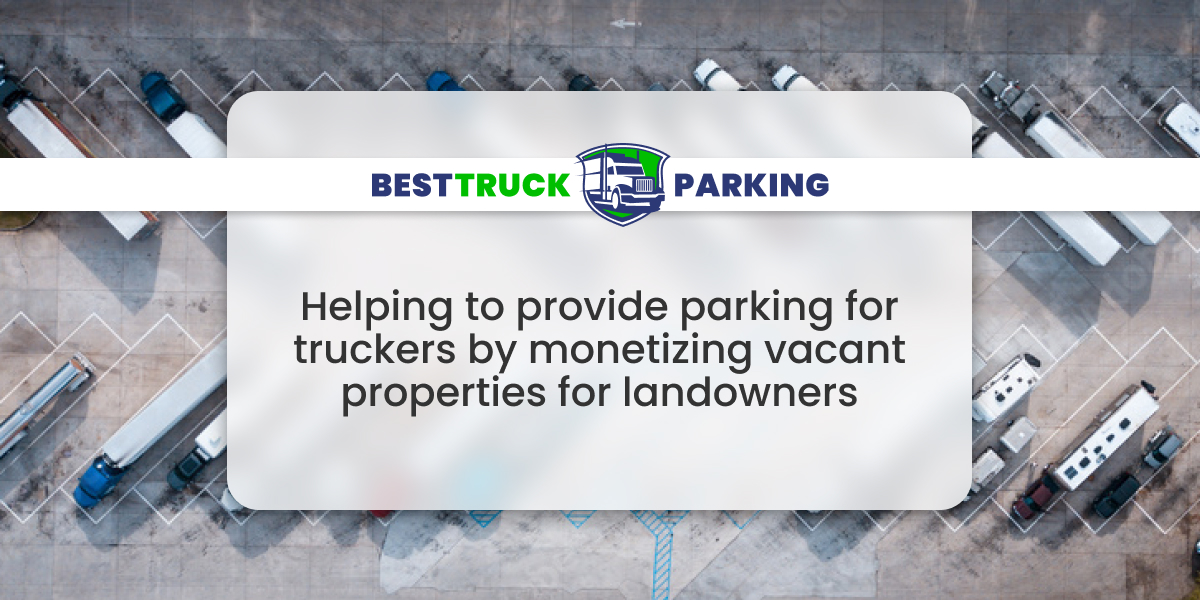 BESTTRUCK PARKING
Helping to provide parking for
truckers by monetizing vacant
properties for landowners